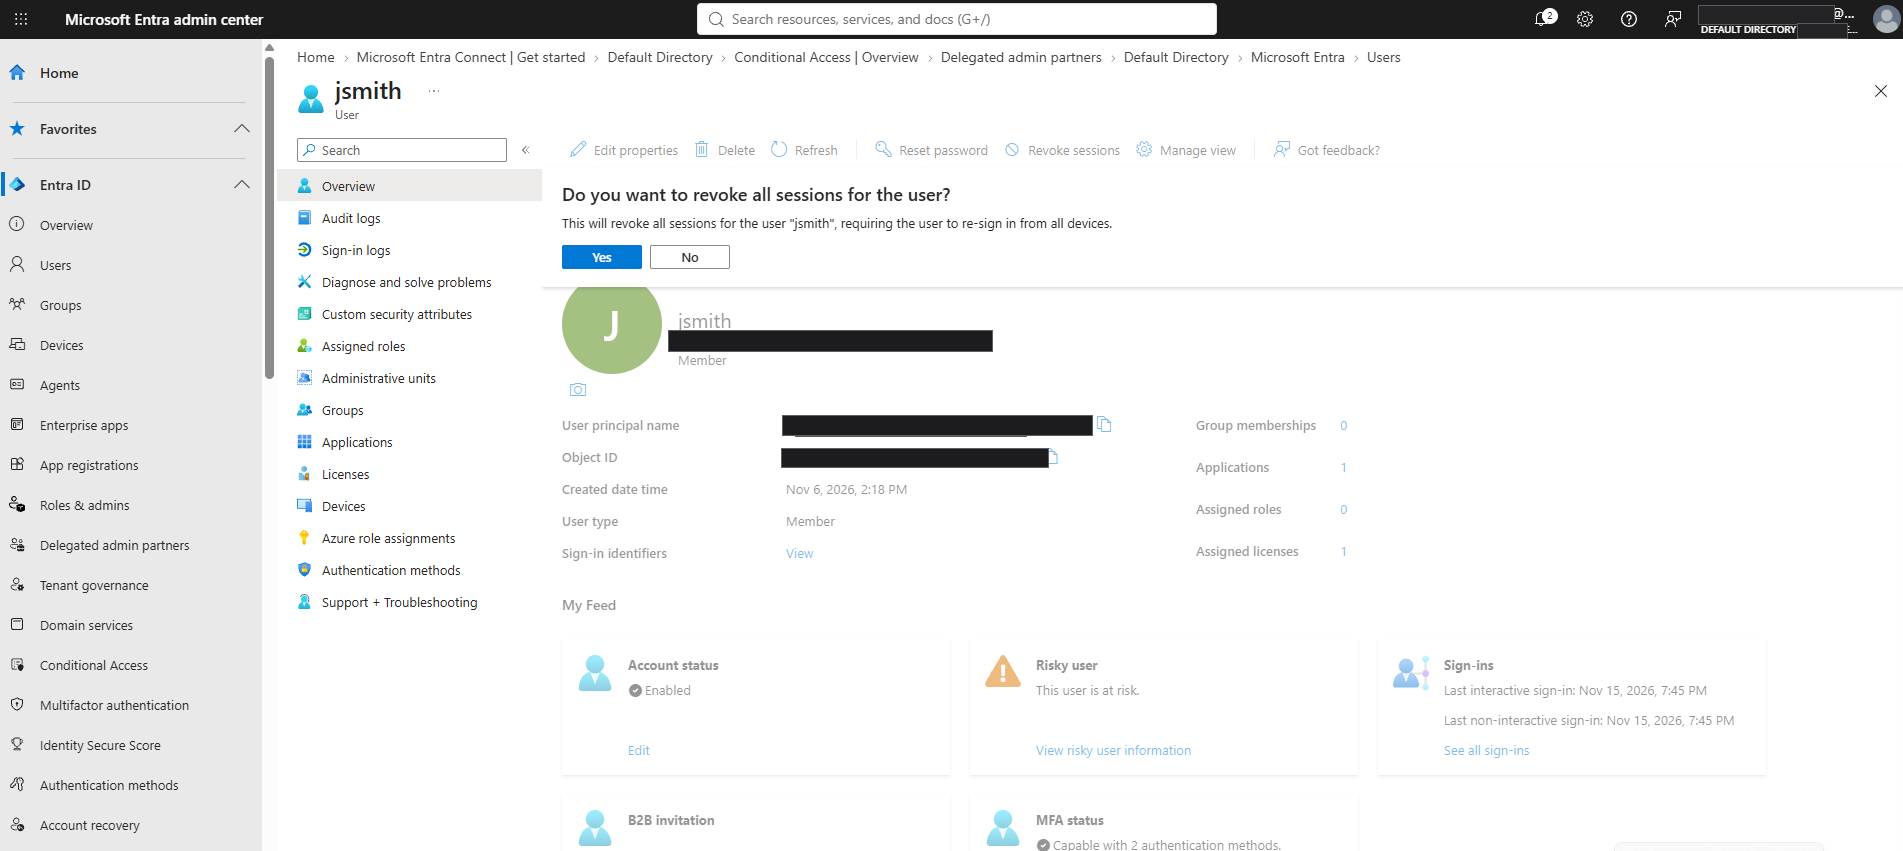 Microsoft Entra admin center
Search resources, services, and docs (G+/)
2
@...
DEFAULT DIRECTORY
Home
Favorites
Entra ID
Overview
Users
Groups
Devices
Agents
Enterprise apps
App registrations
Roles & admins
Delegated admin partners
Tenant governance
Domain services
Conditional Access
Multifactor authentication
Identity Secure Score
Authentication methods
Account recovery
Home > Microsoft Entra Connect | Get started > Default Directory > Conditional Access | Overview > Delegated admin partners > Default Directory > Microsoft Entra > Users
jsmith ...
User
Search
«
Overview
Audit logs
Sign-in logs
Diagnose and solve problems
Custom security attributes
Assigned roles
Administrative units
Groups
Applications
Licenses
Devices
Azure role assignments
Authentication methods
Support + Troubleshooting
Edit properties Delete Refresh Reset password Revoke sessions Manage view Got feedback?
Do you want to revoke all sessions for the user?
This will revoke all sessions for the user "jsmith", requiring the user to re-sign in from all devices.
Yes No
J
jsmith
Member
User principal name
Object ID
Created date time Nov 6, 2026, 2:18 PM
User type Member
Sign-in identifiers View
Group memberships 0
Applications 1
Assigned roles 0
Assigned licenses 1
My Feed
Account status
Enabled
Edit
Risky user
This user is at risk.
View risky user information
Sign-ins
Last interactive sign-in: Nov 15, 2026, 7:45 PM
Last non-interactive sign-in: Nov 15, 2026, 7:45 PM
See all sign-ins
B2B invitation
MFA status
Capable with 2 authentication methods.